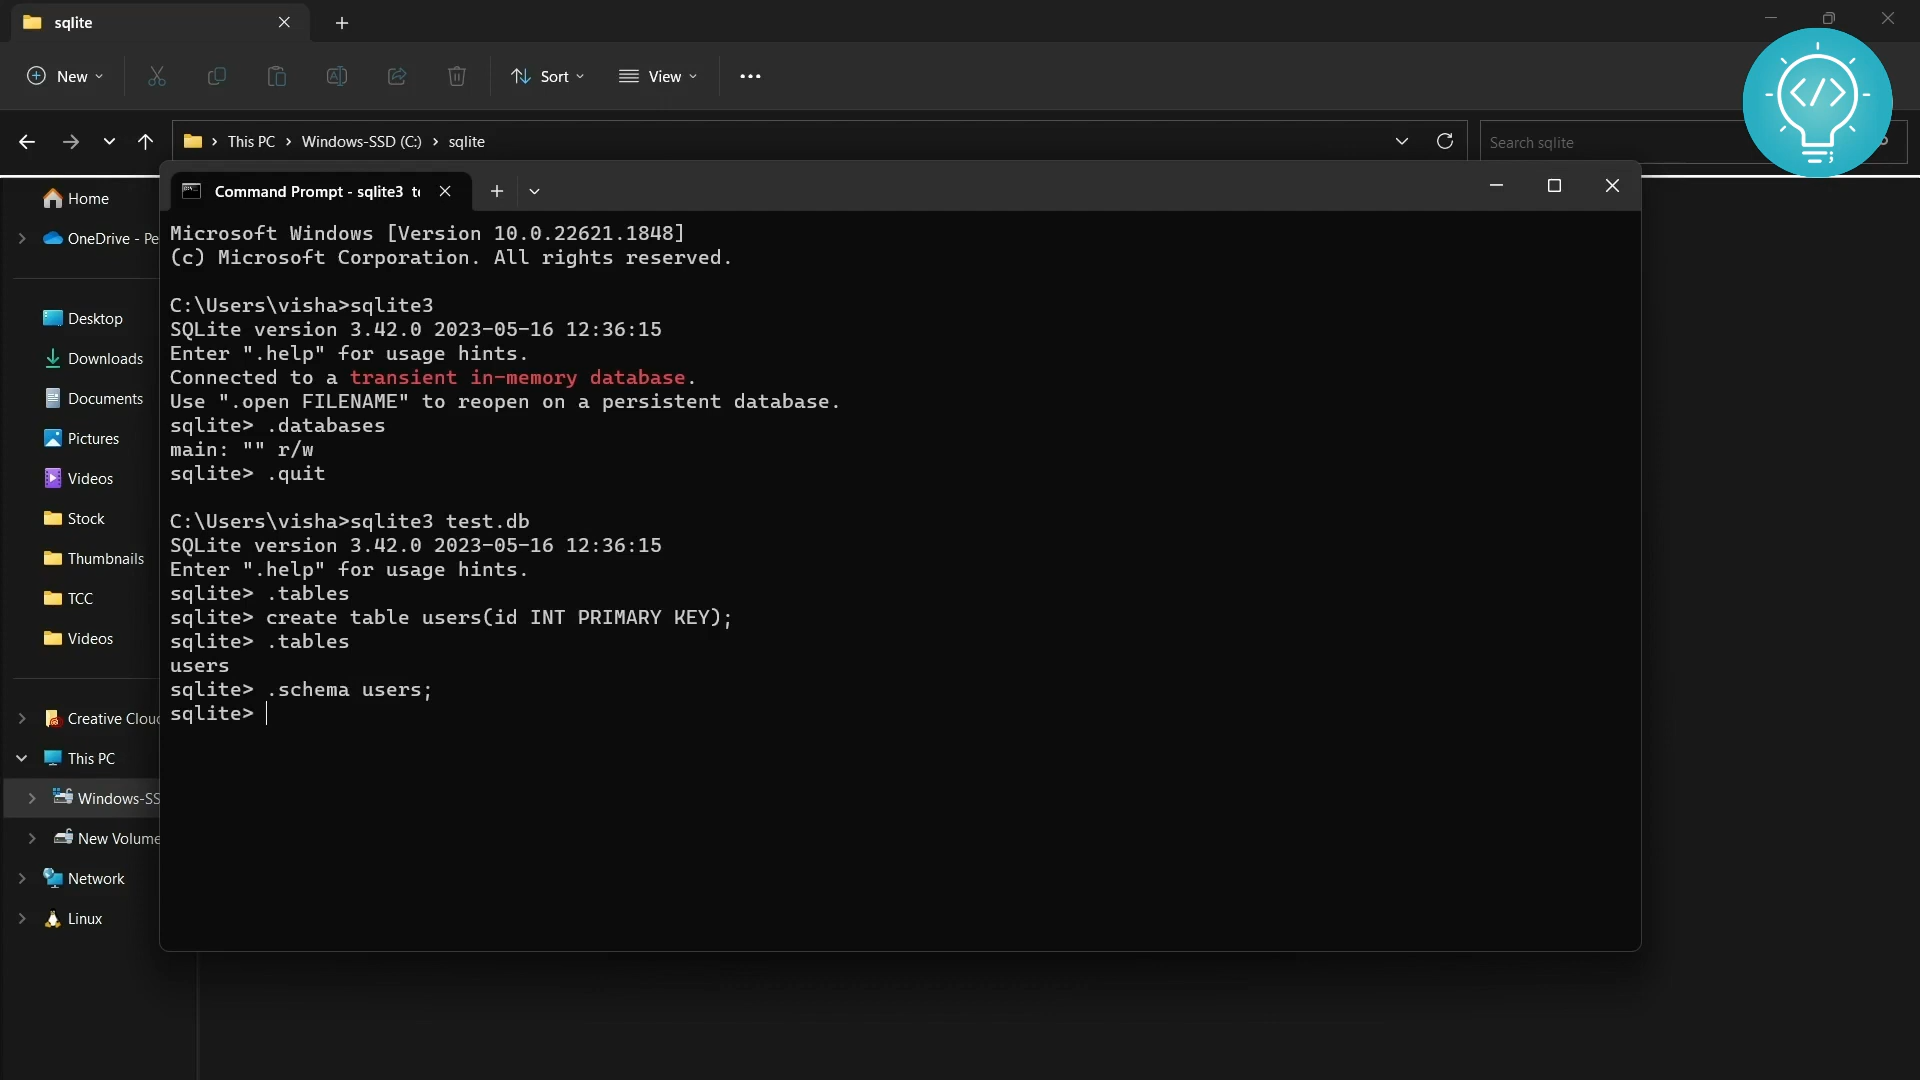 sqlite
New
Sort
View
This PC > Windows-SSD (C:) > sqlite
Search sqlite
</>
;
Home
OneDrive - Pe
Desktop
Downloads
Documents
Pictures
Videos
Stock
Thumbnails
TCC
Videos
Creative Clou
This PC
Windows-SS
New Volume
Network
Linux
Command Prompt - sqlite3 te
Microsoft Windows [Version 10.0.22621.1848]
(c) Microsoft Corporation. All rights reserved.
C:\Users\visha>sqlite3
SQLite version 3.42.0 2023-05-16 12:36:15
Enter ".help" for usage hints.
Connected to a transient in-memory database.
Use ".open FILENAME" to reopen on a persistent database.
sqlite> .databases
main: "" r/w
sqlite> .quit
C:\Users\visha>sqlite3 test.db
SQLite version 3.42.0 2023-05-16 12:36:15
Enter ".help" for usage hints.
sqlite> .tables
sqlite> create table users(id INT PRIMARY KEY);
sqlite> .tables
users
sqlite> .schema users;
sqlite>